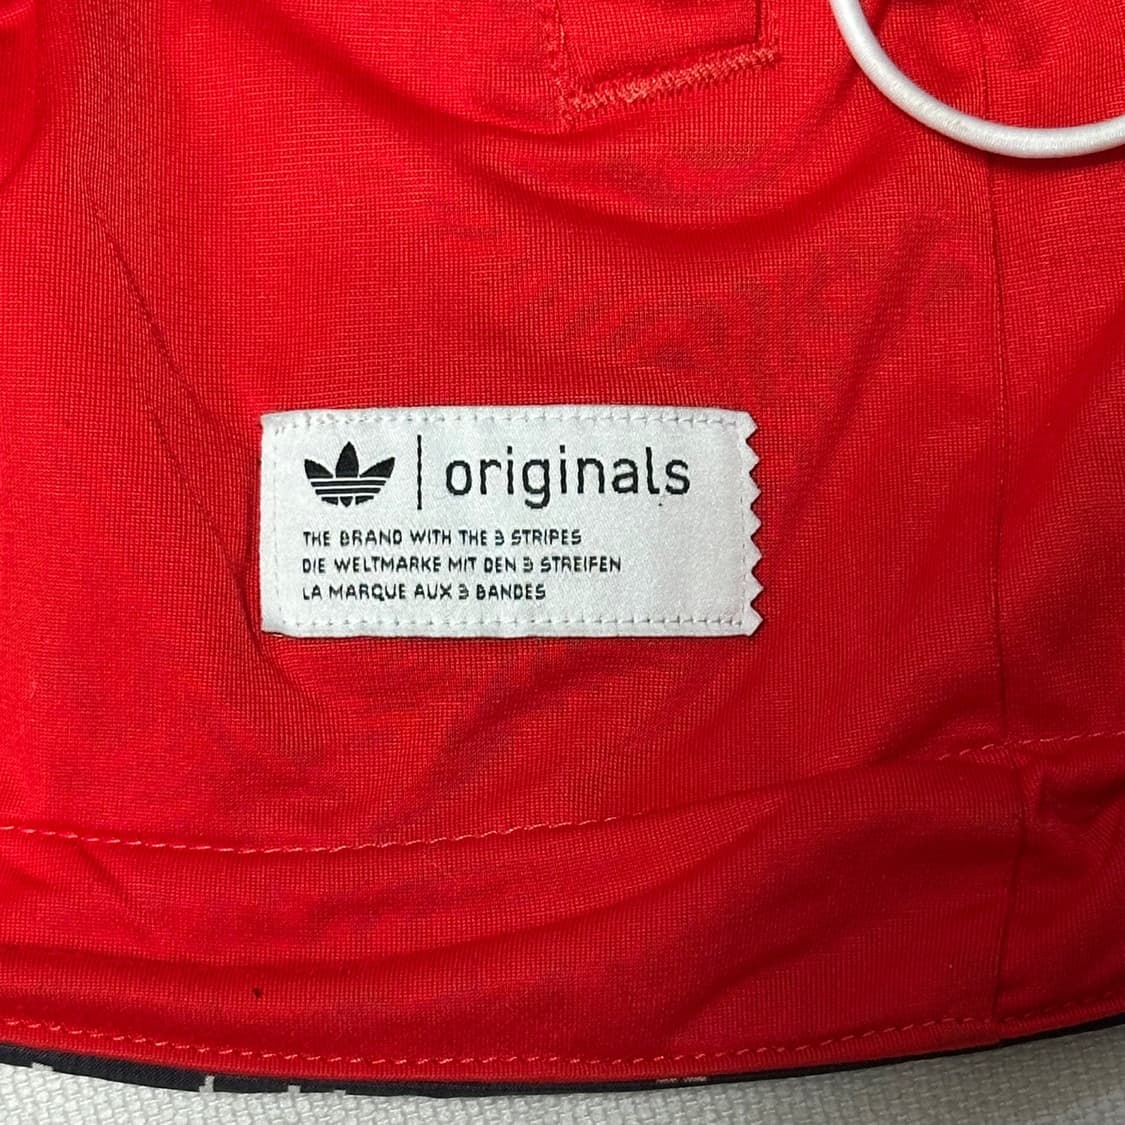 originals
THE BRAND WITH THE 3 STRIPES
DIE WELTMARKE MIT DEN 3 STREIFEN
LA MARQUE AUX 3 BANDES